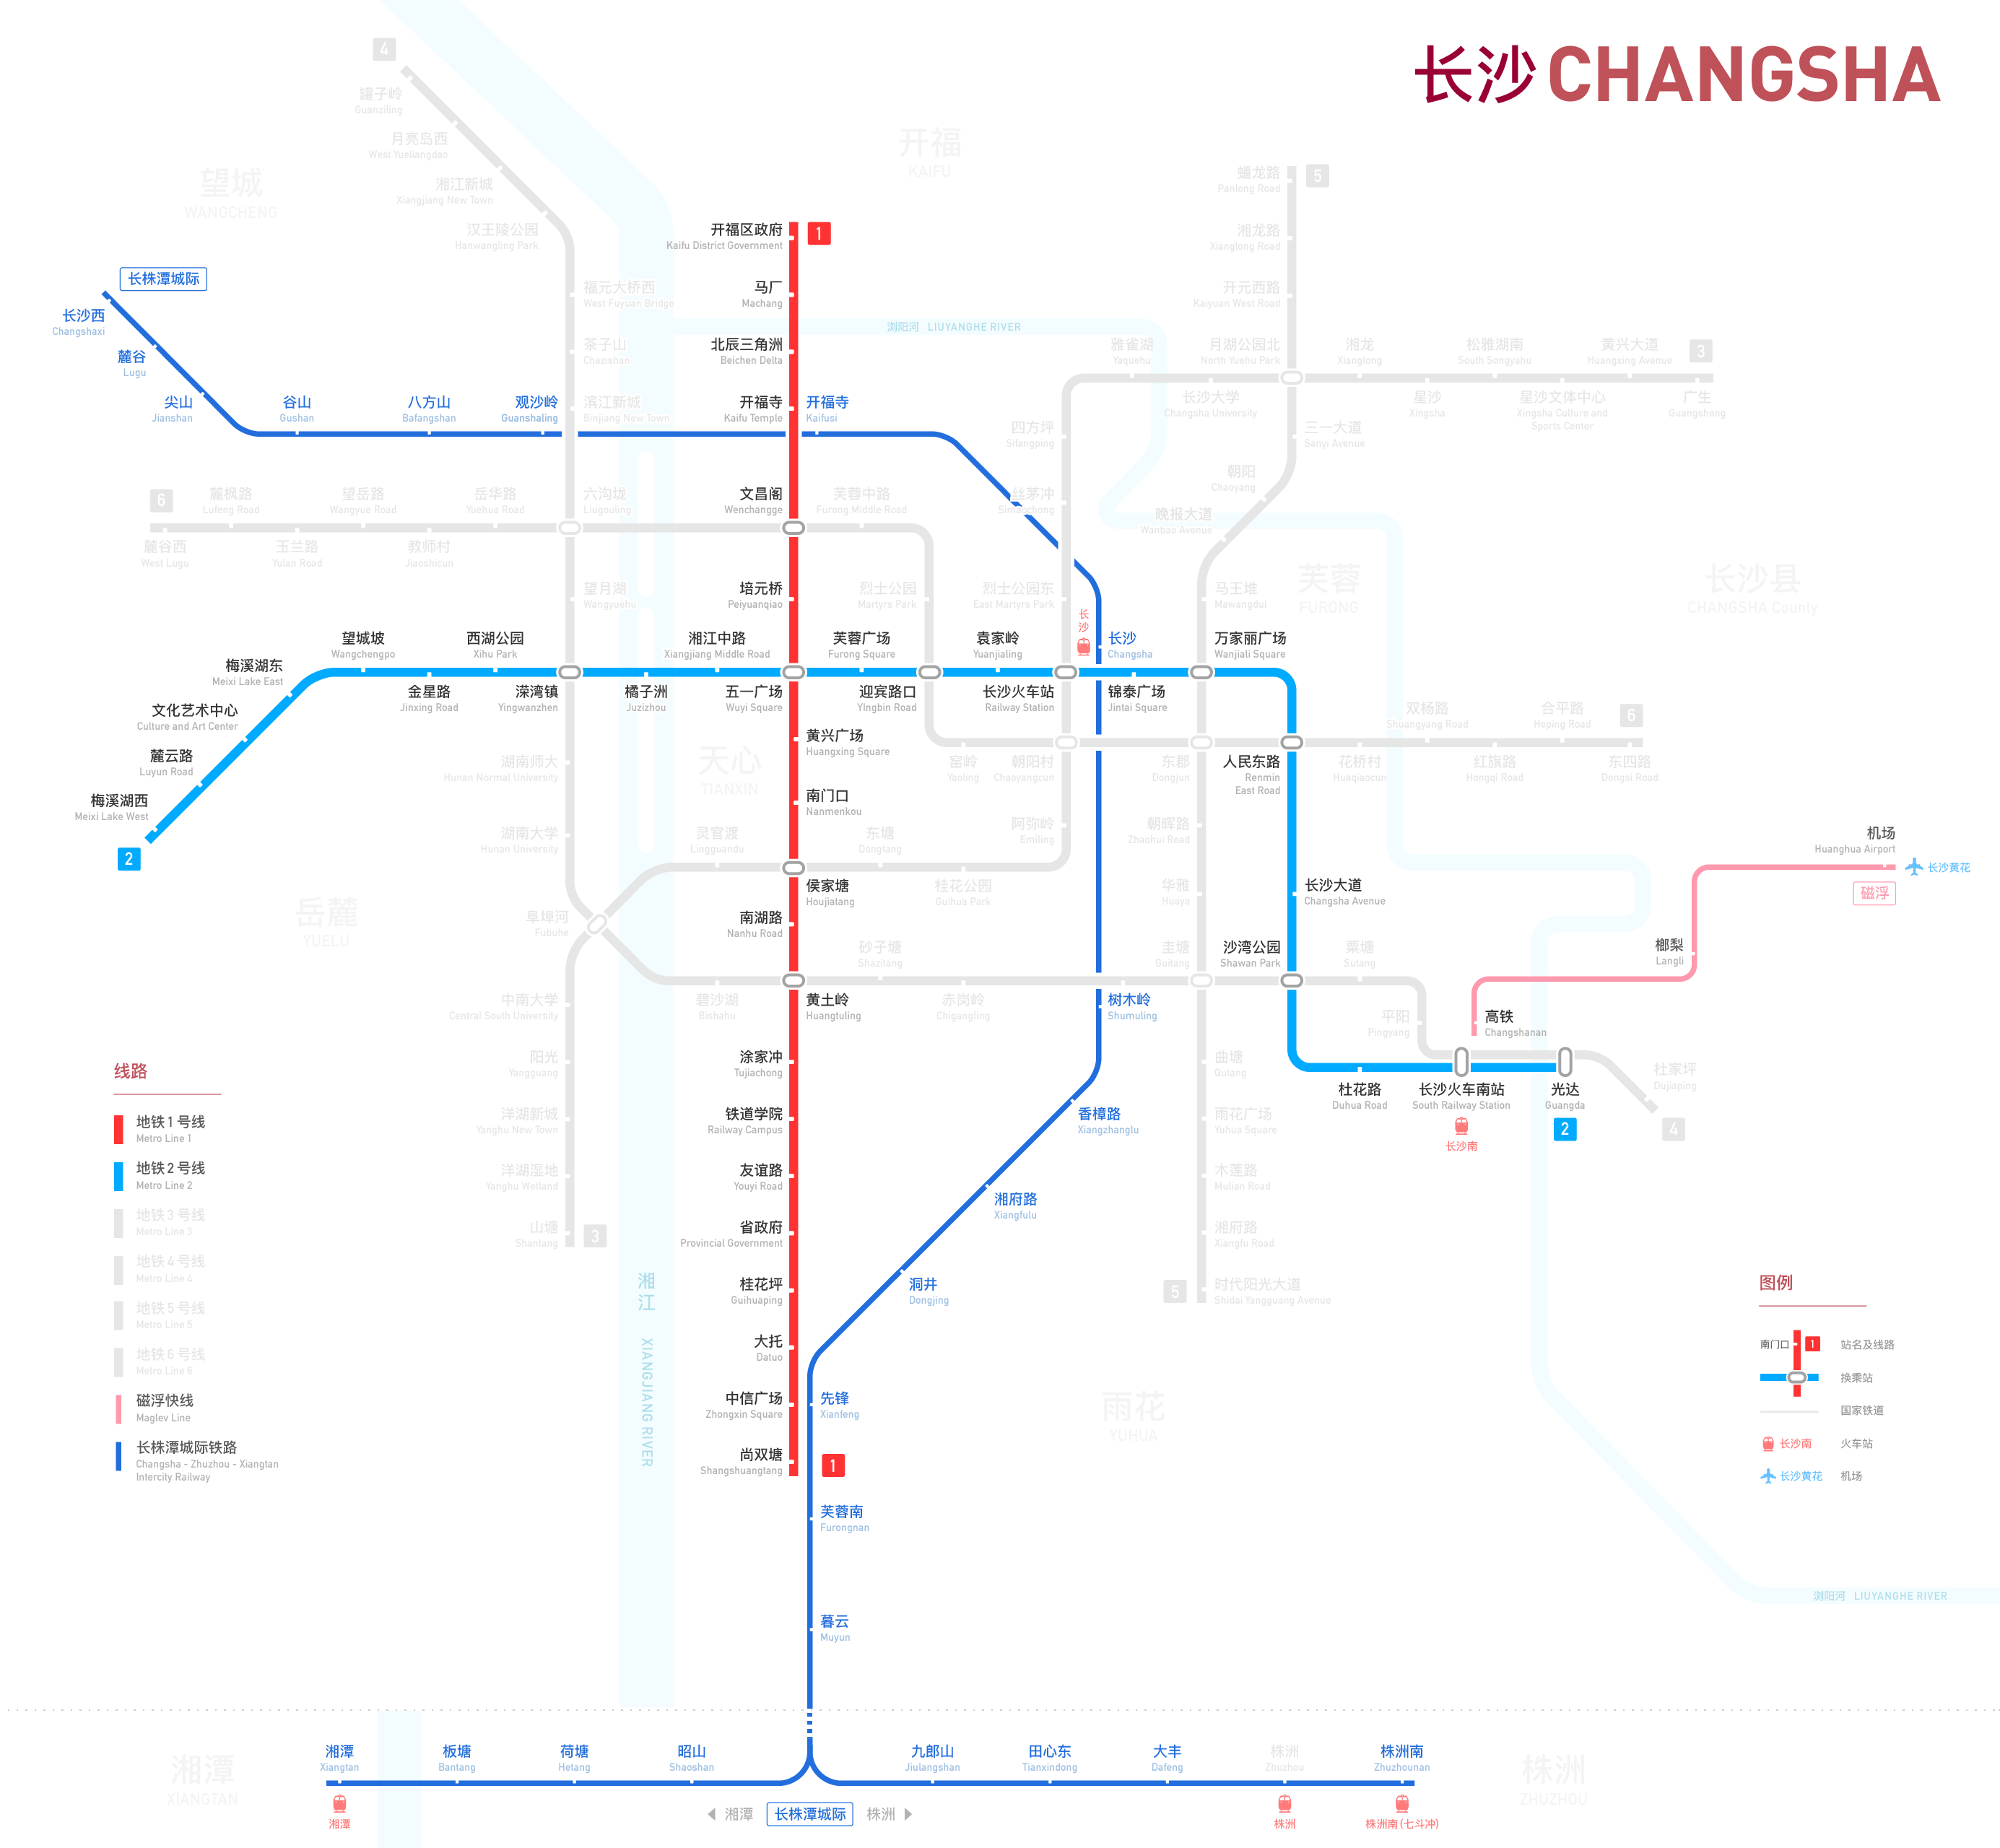 长沙 CHANGSHA
4
罐子岭
Guanziling
月亮岛西
West Yueliangdao
湘江新城
Xiangjiang New Town
汉王陵公园
Hanwangling Park
望城
WANGCHENG
开福
KAIFU
5
蟠龙路
Panlong Road
湘龙路
Xianglong Road
开元西路
Kaiyuan West Road
开福区政府
Kaifu District Government
1
马厂
Machang
北辰三角洲
Beichen Delta
开福寺
Kaifu Temple
开福寺
Kaifusi
长株潭城际
长沙西
Changshaxi
麓谷
Lugu
尖山
Jianshan
谷山
Gushan
八方山
Bafangshan
观沙岭
Guanshaling
福元大桥西
West Fuyuan Bridge
茶子山
Chazishan
滨江新城
Binjiang New Town
浏阳河 LIUYANGHE RIVER
雅雀湖
Yaquehu
月湖公园北
North Yuehu Park
湘龙
Xianglong
松雅湖南
South Songyahu
黄兴大道
Huangxing Avenue
3
长沙大学
Changsha University
星沙
Xingsha
星沙文体中心
Xingsha Culture and
Sports Center
广生
Guangsheng
四方坪
Sifangping
三一大道
Sanyi Avenue
朝阳
Chaoyang
丝茅冲
Simaochong
晚报大道
Wanbao Avenue
6
麓枫路
Lufeng Road
望岳路
Wangyue Road
岳华路
Yuehua Road
六沟垅
Liugouling
文昌阁
Wenchangge
芙蓉中路
Furong Middle Road
麓谷西
West Lugu
玉兰路
Yulan Road
教师村
Jiaoshicun
望月湖
Wangyuehu
培元桥
Peiyuanqiao
烈士公园
Martyrs Park
烈士公园东
East Martyrs Park
马王堆
Mawangdui
芙蓉
FURONG
长沙县
CHANGSHA County
长
沙
望城坡
Wangchengpo
西湖公园
Xihu Park
湘江中路
Xiangjiang Middle Road
芙蓉广场
Furong Square
袁家岭
Yuanjialing
长沙
Changsha
万家丽广场
Wanjiali Square
梅溪湖东
Meixi Lake East
文化艺术中心
Culture and Art Center
麓云路
Luyun Road
梅溪湖西
Meixi Lake West
2
金星路
Jinxing Road
溁湾镇
Yingwanzhen
橘子洲
Juzizhou
五一广场
Wuyi Square
迎宾路口
YIngbin Road
长沙火车站
Railway Station
锦泰广场
Jintai Square
双杨路
Shuangyang Road
合平路
Heping Road
6
湖南师大
Hunan Normal University
天心
TIANXIN
黄兴广场
Huangxing Square
南门口
Nanmenkou
窑岭
Yaoling
朝阳村
Chaoyangcun
东郡
Dongjun
人民东路
Renmin
East Road
花桥村
Huaqiaocun
红旗路
Hongqi Road
东四路
Dongsi Road
湖南大学
Hunan University
灵官渡
Lingguandu
东塘
Dongtang
阿弥岭
Emiling
朝晖路
Zhaohui Road
机场
Huanghua Airport
长沙黄花
磁浮
侯家塘
Houjiatang
桂花公园
Guihua Park
华雅
Huaya
长沙大道
Changsha Avenue
岳麓
YUELU
阜埠河
Fubuhe
南湖路
Nanhu Road
砂子塘
Shazitang
圭塘
Guitang
沙湾公园
Shawan Park
粟塘
Sutang
榔梨
Langli
中南大学
Central South University
碧沙湖
Bishahu
黄土岭
Huangtuling
赤岗岭
Chigangling
树木岭
Shumuling
平阳
Pingyang
高铁
Changshanan
阳光
Yangguang
涂家冲
Tujiachong
曲塘
Qutang
杜花路
Duhua Road
长沙火车南站
South Railway Station
长沙南
光达
Guangda
2
杜家坪
Dujiaping
4
洋湖新城
Yanghu New Town
铁道学院
Railway Campus
香樟路
Xiangzhanglu
雨花广场
Yuhua Square
洋湖湿地
Yanghu Wetland
友谊路
Youyi Road
湘府路
Xiangfulu
木莲路
Mulian Road
山塘
Shantang
3
省政府
Provincial Government
湘府路
Xiangfu Road
桂花坪
Guihuaping
洞井
Dongjing
5
时代阳光大道
Shidai Yangguang Avenue
湘
江
XIANGJIANG RIVER
大托
Datuo
中信广场
Zhongxin Square
先锋
Xianfeng
雨花
YUHUA
尚双塘
Shangshuangtang
1
芙蓉南
Furongnan
暮云
Muyun
线路
地铁 1 号线
Metro Line 1
地铁 2 号线
Metro Line 2
地铁 3 号线
Metro Line 3
地铁 4 号线
Metro Line 4
地铁 5 号线
Metro Line 5
地铁 6 号线
Metro Line 6
磁浮快线
Maglev Line
长株潭城际铁路
Changsha - Zhuzhou - Xiangtan
Intercity Railway
图例
南门口
1
站名及线路
换乘站
国家铁道
长沙南
火车站
长沙黄花
机场
浏阳河 LIUYANGHE RIVER
湘潭
XIANGTAN
湘潭
Xiangtan
湘潭
板塘
Bantang
荷塘
Hetang
昭山
Shaoshan
九郎山
Jiulangshan
田心东
Tianxindong
大丰
Dafeng
株洲
Zhuzhou
株洲
株洲南
Zhuzhounan
株洲南(七斗冲)
株洲
ZHUZHOU
湘潭 长株潭城际 株洲